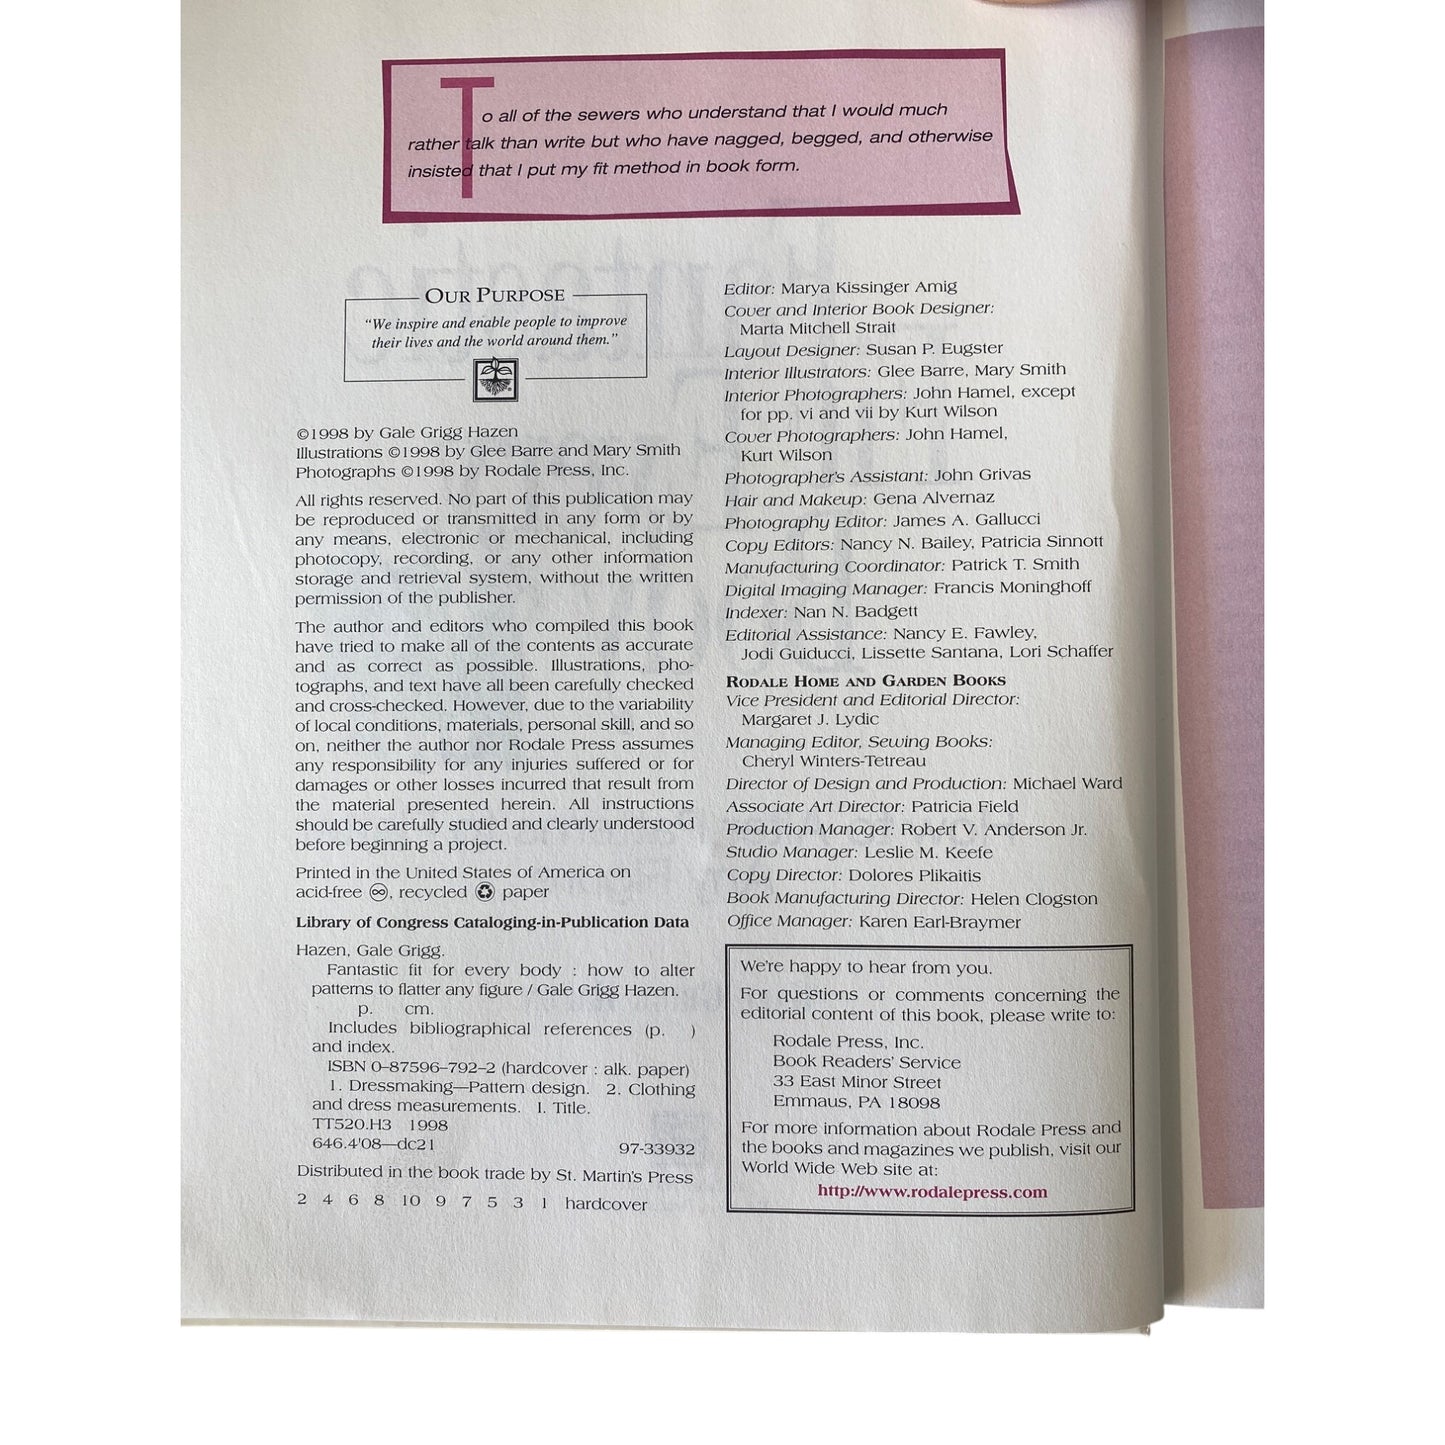 To all of the sewers who understand that I would much
rather talk than write but who have nagged, begged, and otherwise
insisted that I put my fit method in book form.
OUR PURPOSE
“We inspire and enable people to improve
their lives and the world around them.”
©1998 by Gale Grigg Hazen
Illustrations ©1998 by Glee Barre and Mary Smith
Photographs ©1998 by Rodale Press, Inc.
All rights reserved. No part of this publication may
be reproduced or transmitted in any form or by
any means, electronic or mechanical, including
photocopy, recording, or any other information
storage and retrieval system, without the written
permission of the publisher.
The author and editors who compiled this book
have tried to make all of the contents as accurate
and as correct as possible. Illustrations, pho-
tographs, and text have all been carefully checked
and cross-checked. However, due to the variability
of local conditions, materials, personal skill, and so
on, neither the author nor Rodale Press assumes
any responsibility for any injuries suffered or for
damages or other losses incurred that result from
the material presented herein. All instructions
should be carefully studied and clearly understood
before beginning a project.
Printed in the United States of America on
acid-free ♾, recycled ♻ paper
Library of Congress Cataloging-in-Publication Data
Hazen, Gale Grigg.
Fantastic fit for every body : how to alter
patterns to flatter any figure / Gale Grigg Hazen.
p. cm.
Includes bibliographical references (p. )
and index.
ISBN 0–87596–792–2 (hardcover : alk. paper)
1. Dressmaking—Pattern design. 2. Clothing
and dress measurements. I. Title.
TT520.H3 1998
646.4'08—dc21 97-33932
Distributed in the book trade by St. Martin's Press
2 4 6 8 10 9 7 5 3 1 hardcover
Editor: Marya Kissinger Amig
Cover and Interior Book Designer:
Marta Mitchell Strait
Layout Designer: Susan P. Eugster
Interior Illustrators: Glee Barre, Mary Smith
Interior Photographers: John Hamel, except
for pp. vi and vii by Kurt Wilson
Cover Photographers: John Hamel,
Kurt Wilson
Photographer's Assistant: John Grivas
Hair and Makeup: Gena Alvernaz
Photography Editor: James A. Gallucci
Copy Editors: Nancy N. Bailey, Patricia Sinnott
Manufacturing Coordinator: Patrick T. Smith
Digital Imaging Manager: Francis Moninghoff
Indexer: Nan N. Badgett
Editorial Assistance: Nancy E. Fawley,
Jodi Guiducci, Lissette Santana, Lori Schaffer
RODALE HOME AND GARDEN BOOKS
Vice President and Editorial Director:
Margaret J. Lydic
Managing Editor, Sewing Books:
Cheryl Winters-Tetreau
Director of Design and Production: Michael Ward
Associate Art Director: Patricia Field
Production Manager: Robert V. Anderson Jr.
Studio Manager: Leslie M. Keefe
Copy Director: Dolores Plikaitis
Book Manufacturing Director: Helen Clogston
Office Manager: Karen Earl-Braymer
We're happy to hear from you.
For questions or comments concerning the
editorial content of this book, please write to:
Rodale Press, Inc.
Book Readers' Service
33 East Minor Street
Emmaus, PA 18098
For more information about Rodale Press and
the books and magazines we publish, visit our
World Wide Web site at:
http://www.rodalepress.com